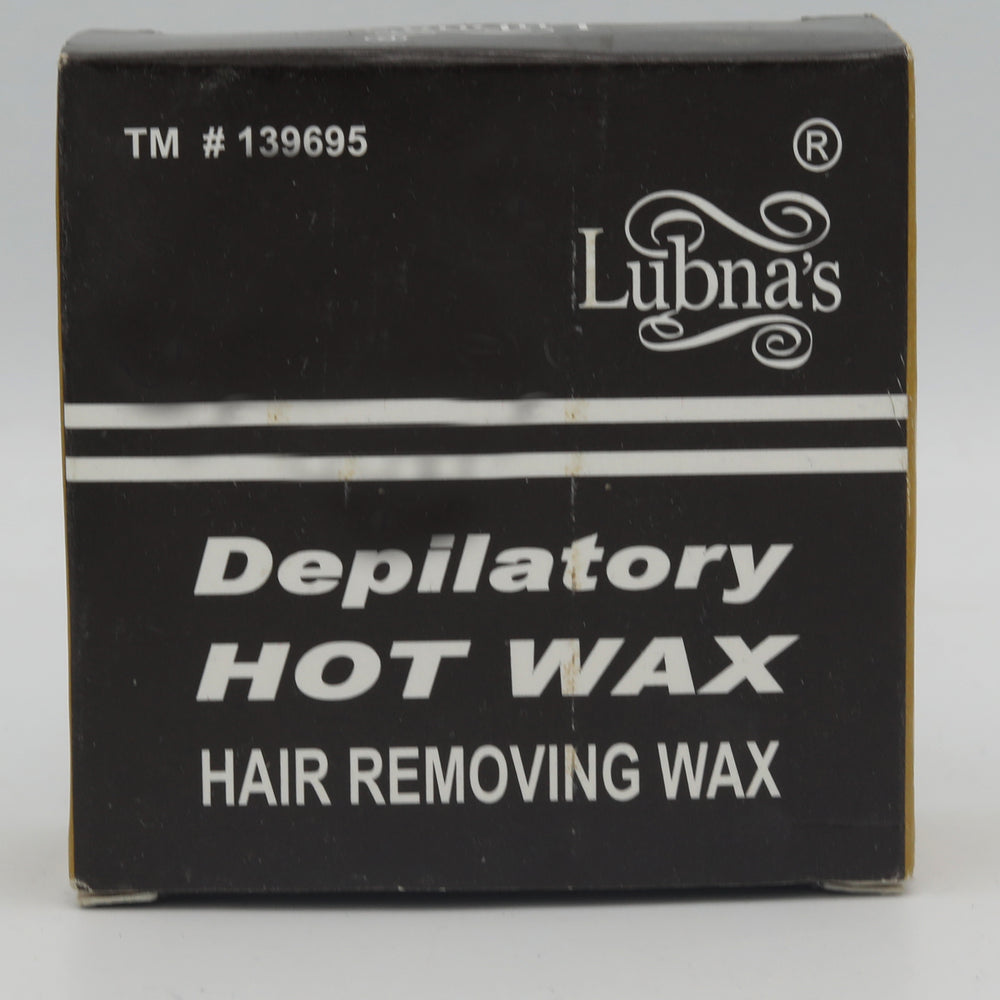 TM # 139695
®
Lubna's
Depilatory
HOT WAX
HAIR REMOVING WAX